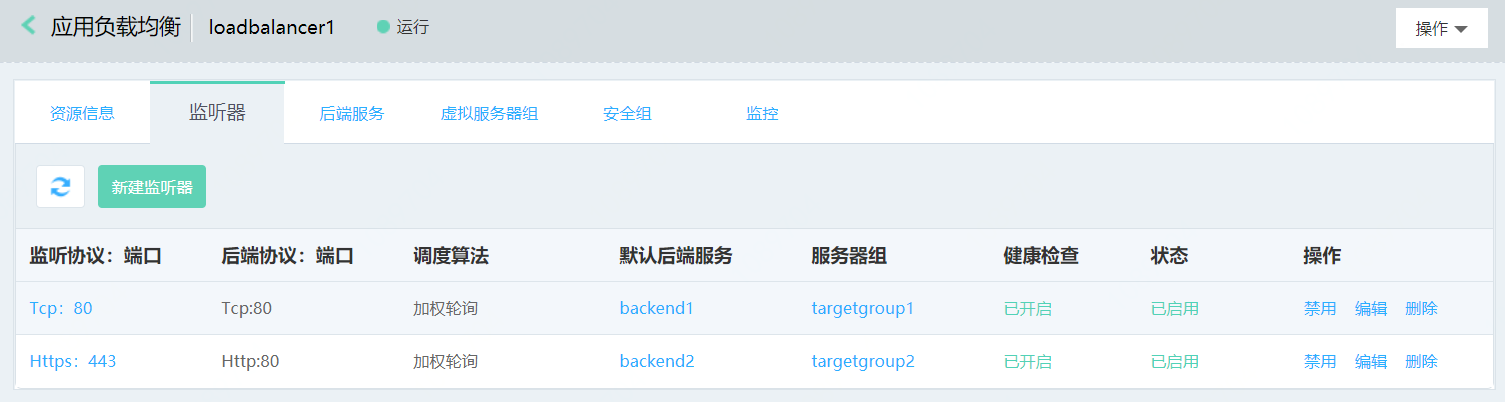 应用负载均衡 loadbalancer1 运行 操作
资源信息 监听器 后端服务 虚拟服务器组 安全组 监控
新建监听器
监听协议：端口 后端协议：端口 调度算法 默认后端服务 服务器组 健康检查 状态 操作
Tcp：80 Tcp:80 加权轮询 backend1 targetgroup1 已开启 已启用 禁用 编辑 删除
Https：443 Http:80 加权轮询 backend2 targetgroup2 已开启 已启用 禁用 编辑 删除